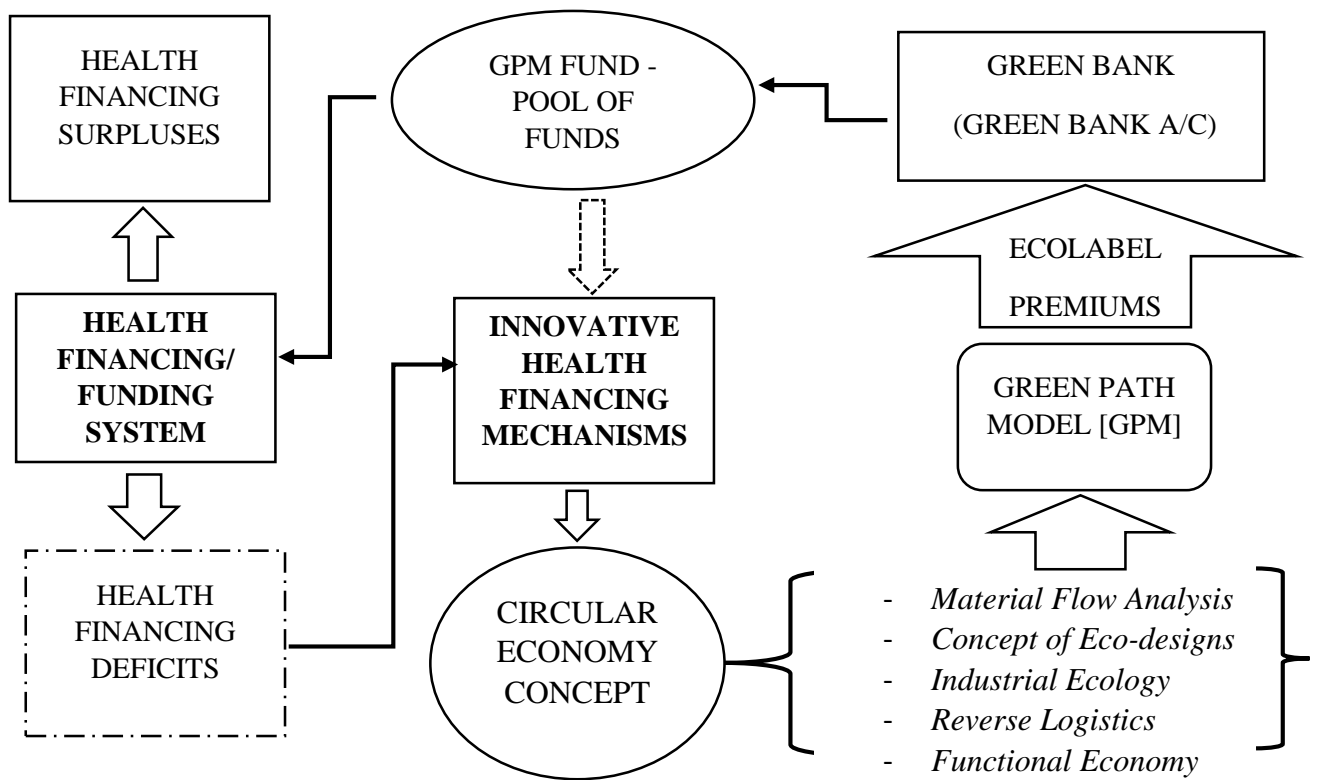 HEALTH
FINANCING
SURPLUSES
GPM FUND -
POOL OF
FUNDS
GREEN BANK
(GREEN BANK A/C)
ECOLABEL
PREMIUMS
HEALTH
FINANCING/
FUNDING
SYSTEM
INNOVATIVE
HEALTH
FINANCING
MECHANISMS
GREEN PATH
MODEL [GPM]
HEALTH
FINANCING
DEFICITS
CIRCULAR
ECONOMY
CONCEPT
- Material Flow Analysis
- Concept of Eco-designs
- Industrial Ecology
- Reverse Logistics
- Functional Economy